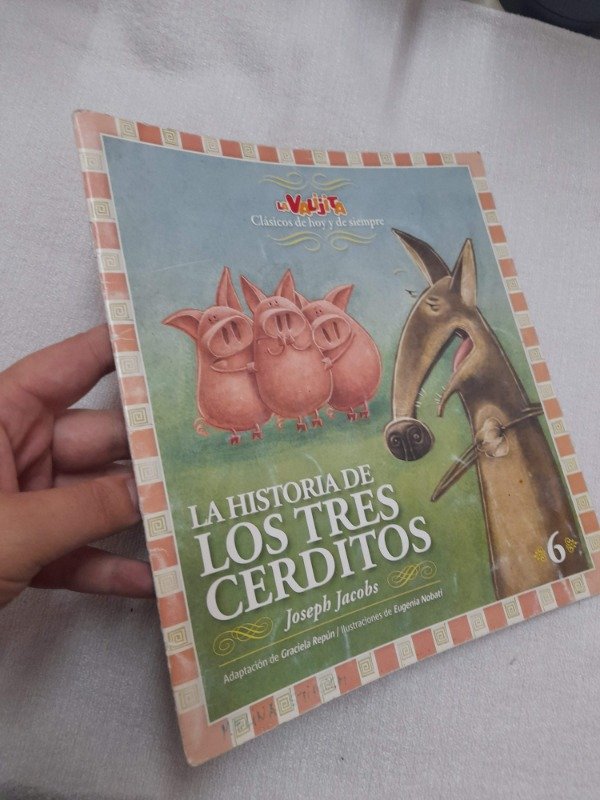 LA VALIJITA
Clásicos de hoy y de siempre
LA HISTORIA DE
LOS TRES
CERDITOS
Joseph Jacobs
6
Adaptación de Graciela Repún / Ilustraciones de Eugenia Nobati